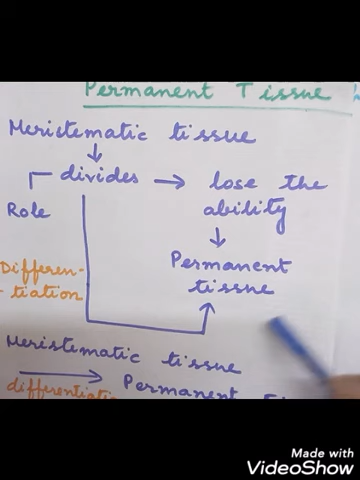 Permanent Tissue
Meristematic tissue
divides → lose the
Role ability
Permanent
Differen-
tissue
-tiation
Meristematic tissue
Permanent
differentiatio
Made with
VideoShow